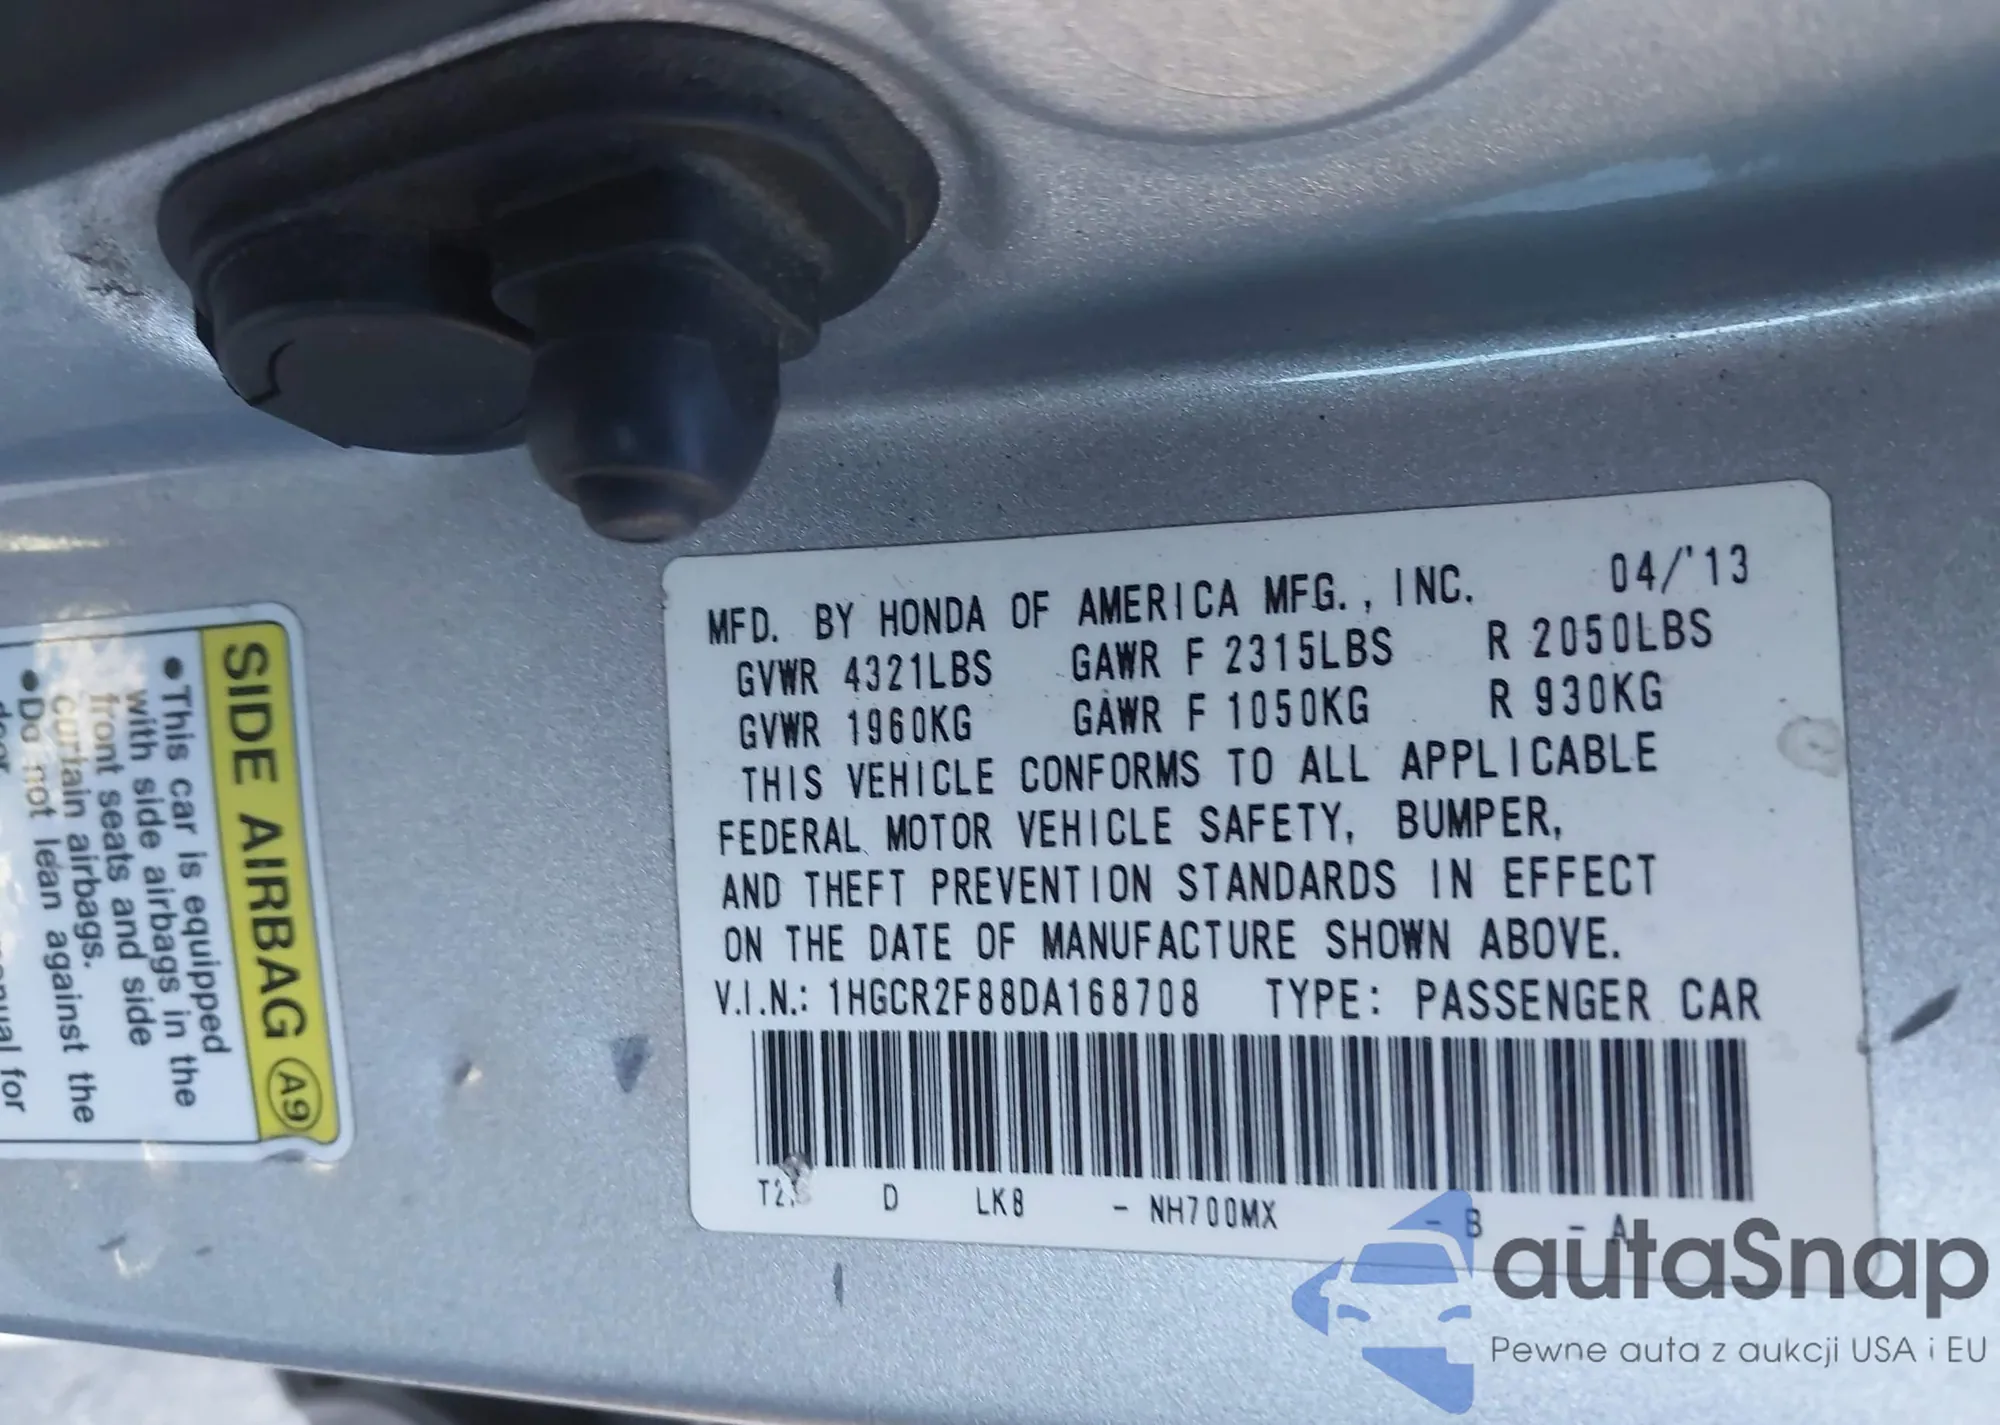 MFD. BY HONDA OF AMERICA MFG., INC. 04/'13
GVWR 4321LBS GAWR F 2315LBS R 2050LBS
GVWR 1960KG GAWR F 1050KG R 930KG
THIS VEHICLE CONFORMS TO ALL APPLICABLE
FEDERAL MOTOR VEHICLE SAFETY, BUMPER,
AND THEFT PREVENTION STANDARDS IN EFFECT
ON THE DATE OF MANUFACTURE SHOWN ABOVE.
V.I.N.: 1HGCR2F88DA168708 TYPE: PASSENGER CAR
D LK8 - NH700MX - B - A
SIDE AIRBAG A9
•This car is equipped
with side airbags in the
front seats and side
curtain airbags.
•Do not lean against the
door
for
autaSnap
Pewne auta z aukcji USA i EU